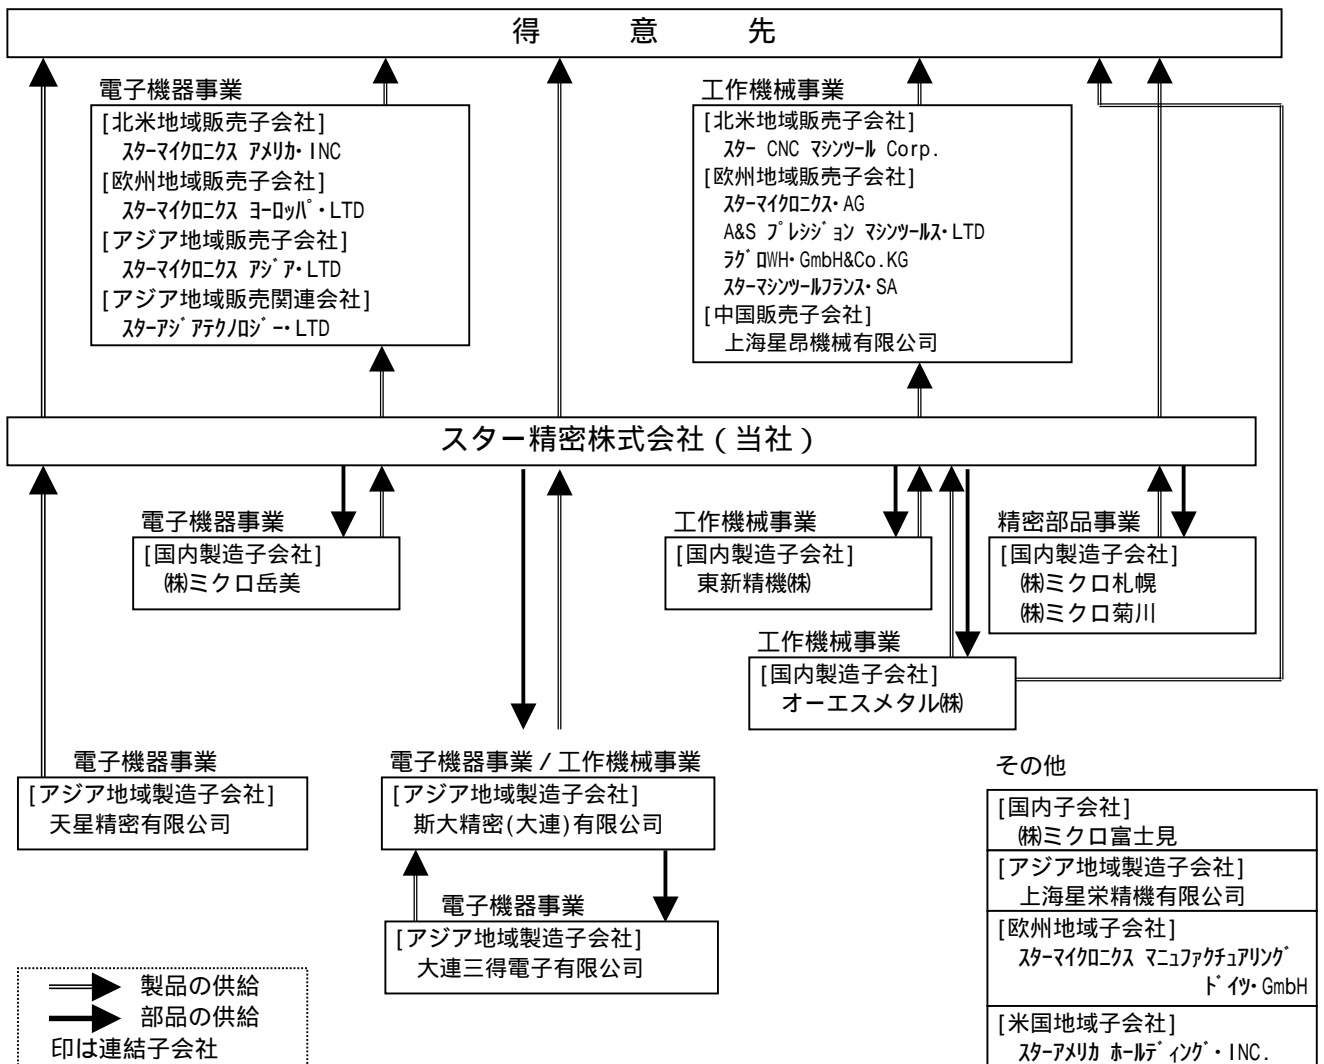 得　意　先
電子機器事業
[北米地域販売子会社]
ｽﾀｰﾏｲｸﾛﾆｸｽ ｱﾒﾘｶ・INC
[欧州地域販売子会社]
ｽﾀｰﾏｲｸﾛﾆｸｽ ﾖｰﾛｯﾊﾟ・LTD
[アジア地域販売子会社]
ｽﾀｰﾏｲｸﾛﾆｸｽ ｱｼﾞｱ・LTD
[アジア地域販売関連会社]
ｽﾀｰｱｼﾞｱﾃｸﾉﾛｼﾞｰ・LTD
工作機械事業
[北米地域販売子会社]
ｽﾀｰ CNC ﾏｼﾝﾂｰﾙ Corp.
[欧州地域販売子会社]
ｽﾀｰﾏｲｸﾛﾆｸｽ・AG
A&S ﾌﾟﾚｼｼﾞｮﾝ ﾏｼﾝﾂｰﾙｽ・LTD
ﾗｸﾞﾛWH・GmbH&Co.KG
ｽﾀｰﾏｼﾝﾂｰﾙﾌﾗﾝｽ・SA
[中国販売子会社]
上海星昂機械有限公司
スター精密株式会社（当社）
電子機器事業
[国内製造子会社]
㈱ミクロ岳美
工作機械事業
[国内製造子会社]
東新精機㈱
精密部品事業
[国内製造子会社]
㈱ミクロ札幌
㈱ミクロ菊川
工作機械事業
[国内製造子会社]
オーエスメタル㈱
電子機器事業
[アジア地域製造子会社]
天星精密有限公司
電子機器事業 / 工作機械事業
[アジア地域製造子会社]
斯大精密(大連)有限公司
電子機器事業
[アジア地域製造子会社]
大連三得電子有限公司
その他
[国内子会社]
㈱ミクロ富士見
[アジア地域製造子会社]
上海星栄精機有限公司
[欧州地域子会社]
ｽﾀｰﾏｲｸﾛﾆｸｽ ﾏﾆｭﾌｧｸﾁｭｱﾘﾝｸﾞ
ﾄﾞｲﾂ・GmbH
[米国地域子会社]
ｽﾀｰｱﾒﾘｶ ﾎｰﾙﾃﾞｨﾝｸﾞ・INC.
製品の供給
部品の供給
印は連結子会社